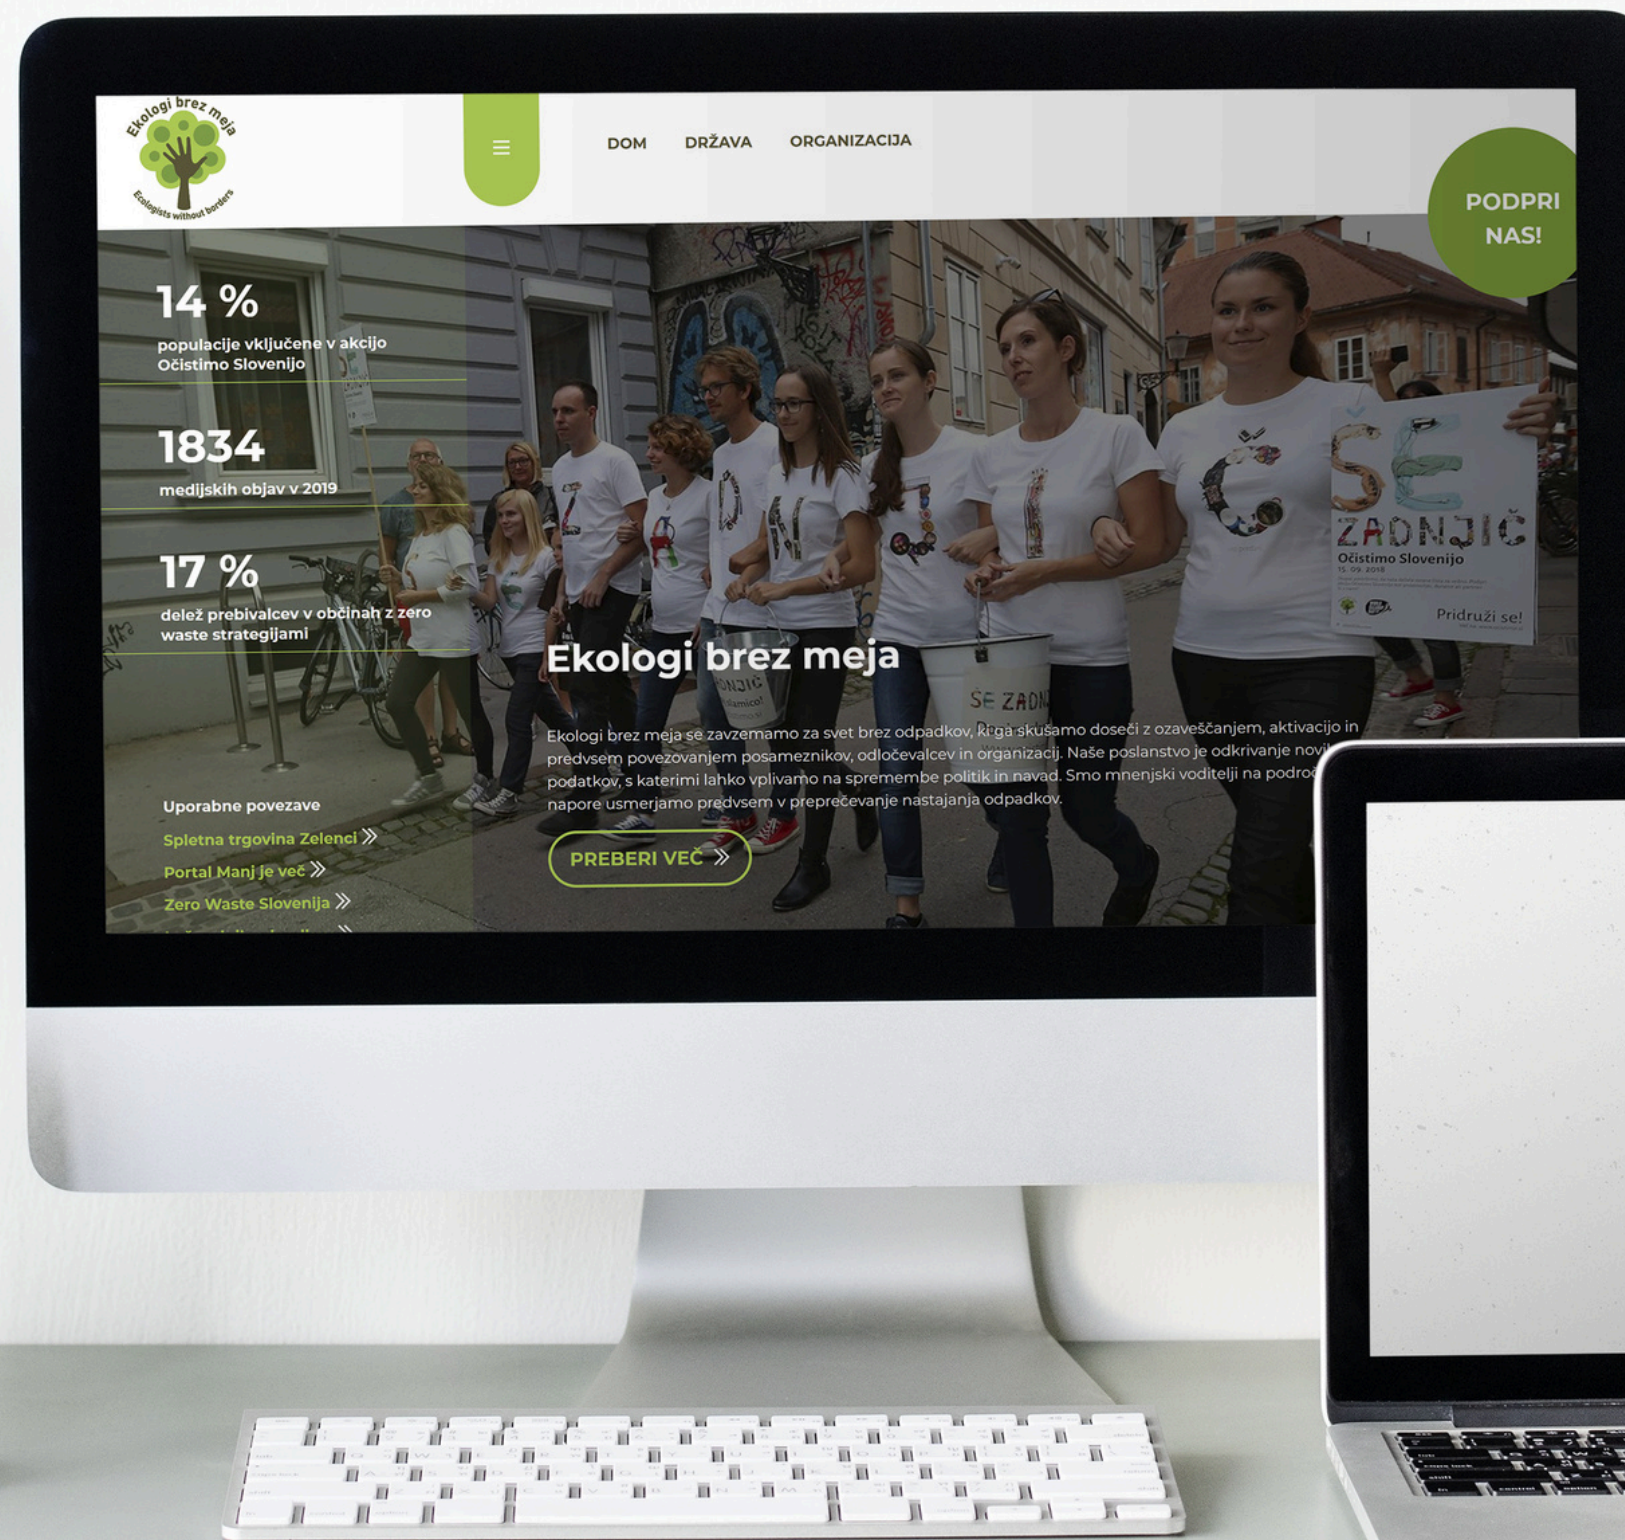 Ekologi brez meja
Ecologists without borders
DOM
DRŽAVA
ORGANIZACIJA
PODPRI
NAS!
14 %
populacije vključene v akcijo
Očistimo Slovenijo
1834
medijskih objav v 2019
17 %
delež prebivalcev v občinah z zero
waste strategijami
Uporabne povezave
Spletna trgovina Zelenci
Portal Manj je več
Zero Waste Slovenija
Z A D N J I Č
ŠE
ZADNJIČ
Očistimo Slovenijo
15. 09. 2018
Pridruži se!
ŠE ZADN
Ekologi brez meja
Ekologi brez meja se zavzemamo za svet brez odpadkov, ki ga skušamo doseči z ozaveščanjem, aktivacijo in
predvsem povezovanjem posameznikov, odločevalcev in organizacij. Naše poslanstvo je odkrivanje
podatkov, s katerimi lahko vplivamo na spremembe politik in navad. Smo mnenjski voditelji na
napore usmerjamo predvsem v preprečevanje nastajanja odpadkov.
PREBERI VEČ